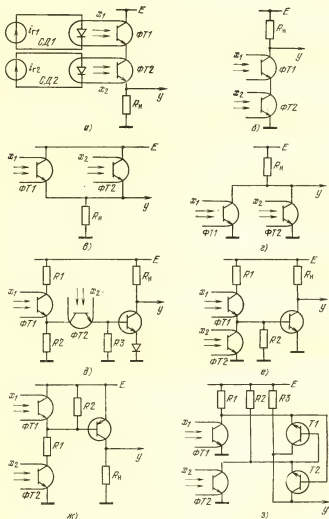 E
x₁
iг1
СД1
ФТ1
iг2
СД2
ФТ2
x₂
Rн
y
а)
E
Rн
y
x₁
ФТ1
x₂
ФТ2
б)
E
x₁
x₂
ФТ1
ФТ2
Rн
y
в)
E
Rн
y
x₁
x₂
ФТ1
ФТ2
г)
E
R1
Rн
x₁
x₂
y
ФТ1
ФТ2
R2
R3
д)
E
R1
Rн
x₁
y
ФТ1
x₂
R2
ФТ2
е)
E
x₁
R2
ФТ1
R1
y
x₂
Rн
ФТ2
ж)
E
R1
R2
R3
x₁
T1
ФТ1
x₂
T2
ФТ2
y
з)